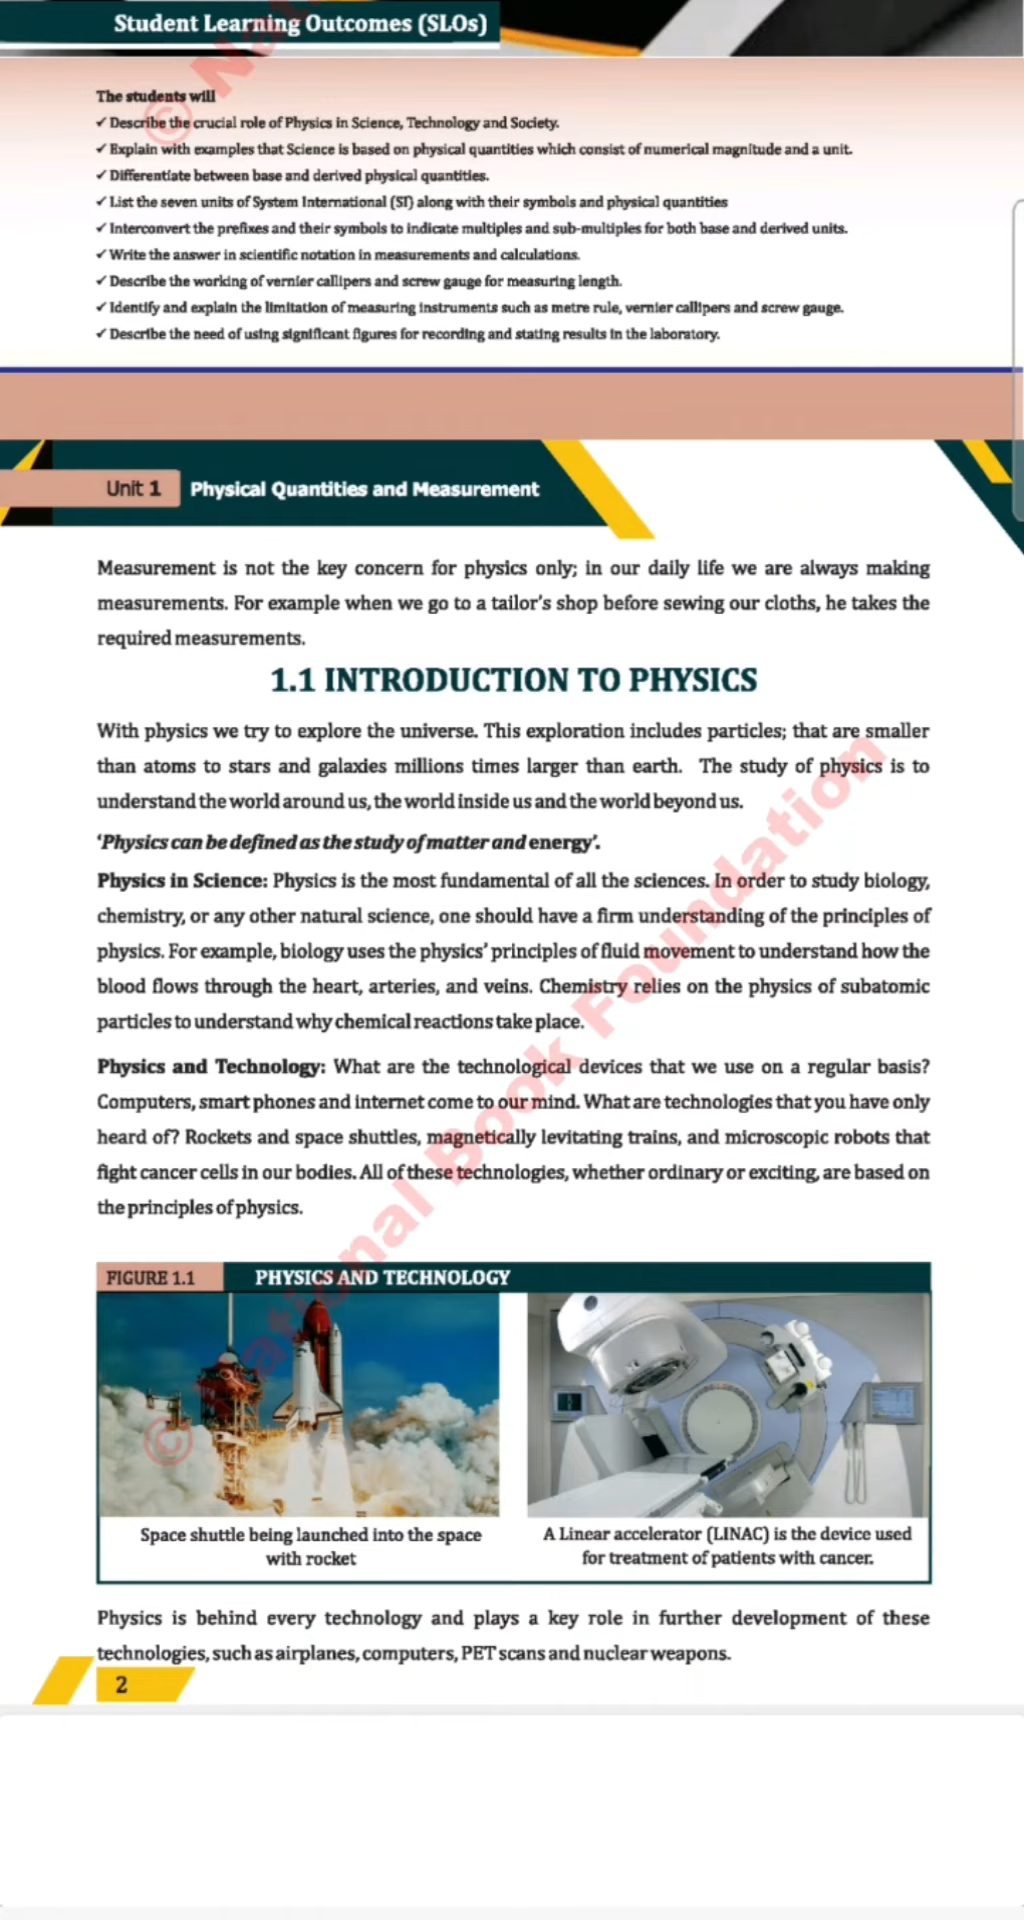 Student Learning Outcomes (SLOs)
The students will
✓ Describe the crucial role of Physics in Science, Technology and Society.
✓ Explain with examples that Science is based on physical quantities which consist of numerical magnitude and a unit.
✓ Differentiate between base and derived physical quantities.
✓ List the seven units of System International (SI) along with their symbols and physical quantities
✓ Interconvert the prefixes and their symbols to indicate multiples and sub-multiples for both base and derived units.
✓ Write the answer in scientific notation in measurements and calculations.
✓ Describe the working of vernier callipers and screw gauge for measuring length.
✓ Identify and explain the limitation of measuring instruments such as metre rule, vernier callipers and screw gauge.
✓ Describe the need of using significant figures for recording and stating results in the laboratory.
Unit 1 Physical Quantities and Measurement
Measurement is not the key concern for physics only; in our daily life we are always making
measurements. For example when we go to a tailor's shop before sewing our cloths, he takes the
required measurements.
1.1 INTRODUCTION TO PHYSICS
With physics we try to explore the universe. This exploration includes particles; that are smaller
than atoms to stars and galaxies millions times larger than earth. The study of physics is to
understand the world around us, the world inside us and the world beyond us.
'Physics can be defined as the study of matter and energy'.
Physics in Science: Physics is the most fundamental of all the sciences. In order to study biology,
chemistry, or any other natural science, one should have a firm understanding of the principles of
physics. For example, biology uses the physics' principles of fluid movement to understand how the
blood flows through the heart, arteries, and veins. Chemistry relies on the physics of subatomic
particles to understand why chemical reactions take place.
Physics and Technology: What are the technological devices that we use on a regular basis?
Computers, smart phones and internet come to our mind. What are technologies that you have only
heard of? Rockets and space shuttles, magnetically levitating trains, and microscopic robots that
fight cancer cells in our bodies. All of these technologies, whether ordinary or exciting, are based on
the principles of physics.
FIGURE 1.1 PHYSICS AND TECHNOLOGY
Space shuttle being launched into the space
with rocket
A Linear accelerator (LINAC) is the device used
for treatment of patients with cancer.
Physics is behind every technology and plays a key role in further development of these
technologies, such as airplanes, computers, PET scans and nuclear weapons.
2
© National Book Foundation
© Nat